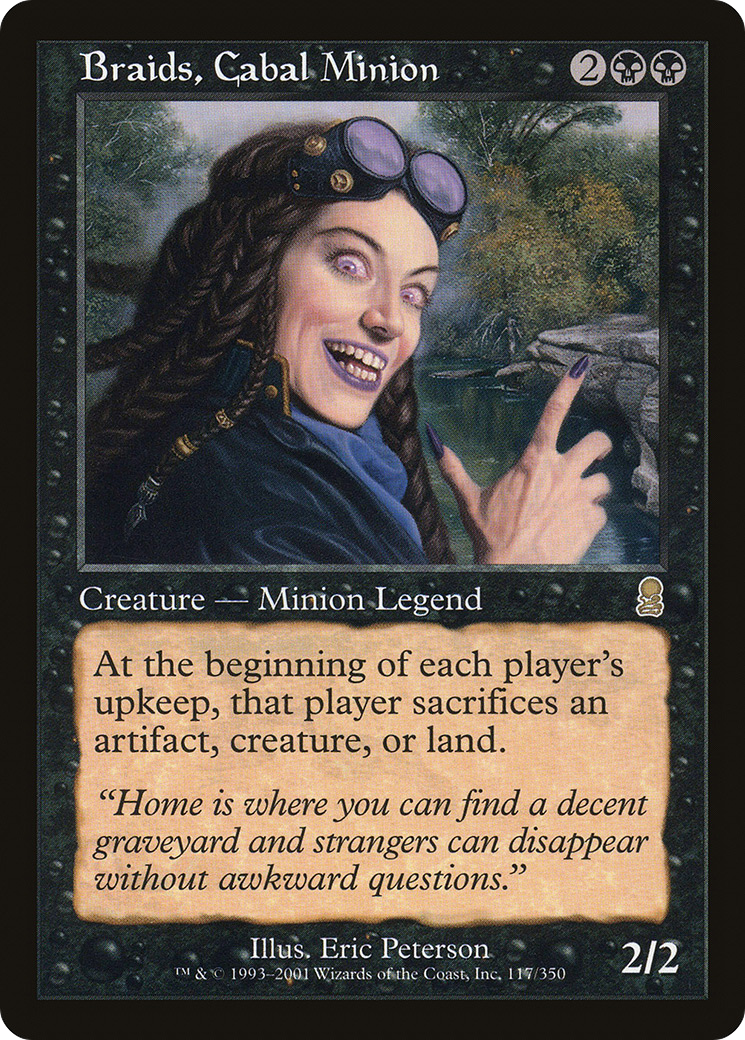 Braids, Cabal Minion
2
Creature — Minion Legend
At the beginning of each player's
upkeep, that player sacrifices an
artifact, creature, or land.
“Home is where you can find a decent
graveyard and strangers can disappear
without awkward questions.”
Illus. Eric Peterson
™ & © 1993–2001 Wizards of the Coast, Inc. 117/350
2/2